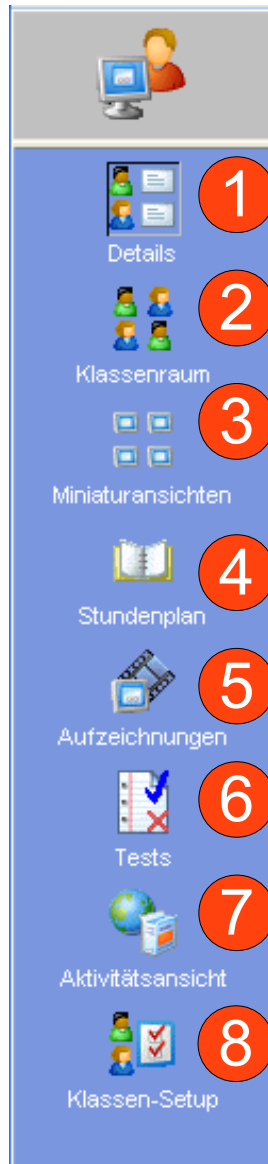 1
Details
2
Klassenraum
3
Miniaturansichten
4
Stundenplan
5
Aufzeichnungen
6
Tests
7
Aktivitätsansicht
8
Klassen-Setup